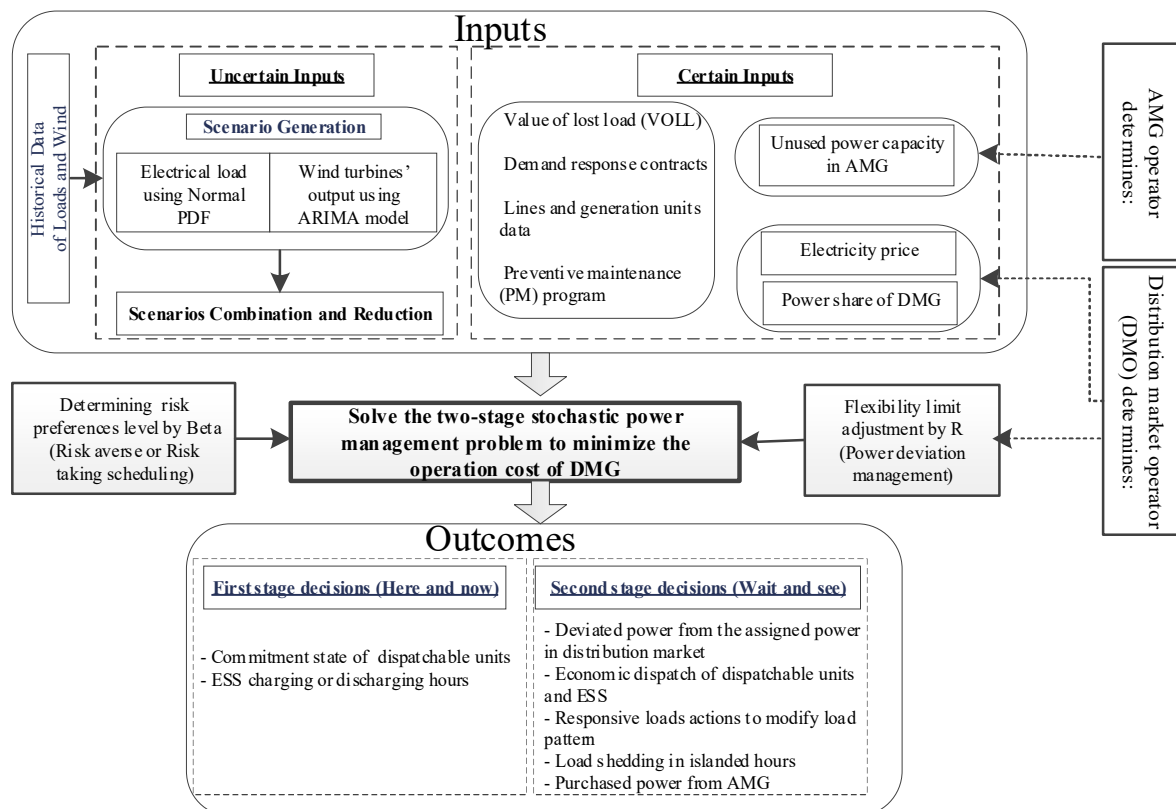 Inputs
Historical Data
of Loads and Wind
Uncertain Inputs
Scenario Generation
Electrical load
using Normal
PDF
Wind turbines’
output using
ARIMA model
Scenarios Combination and Reduction
Certain Inputs
Value of lost load (VOLL)
Demand response contracts
Lines and generation units
data
Preventive maintenance
(PM) program
Unused power capacity
in AMG
Electricity price
Power share of DMG
AMG operator
determines:
Distribution market operator
(DMO) determines:
Determining risk
preferences level by Beta
(Risk averse or Risk
taking scheduling)
Solve the two-stage stochastic power
management problem to minimize the
operation cost of DMG
Flexibility limit
adjustment by R
(Power deviation
management)
Outcomes
First stage decisions (Here and now)
- Commitment state of dispatchable units
- ESS charging or discharging hours
Second stage decisions (Wait and see)
- Deviated power from the assigned power
in distribution market
- Economic dispatch of dispatchable units
and ESS
- Responsive loads actions to modify load
pattern
- Load shedding in islanded hours
- Purchased power from AMG